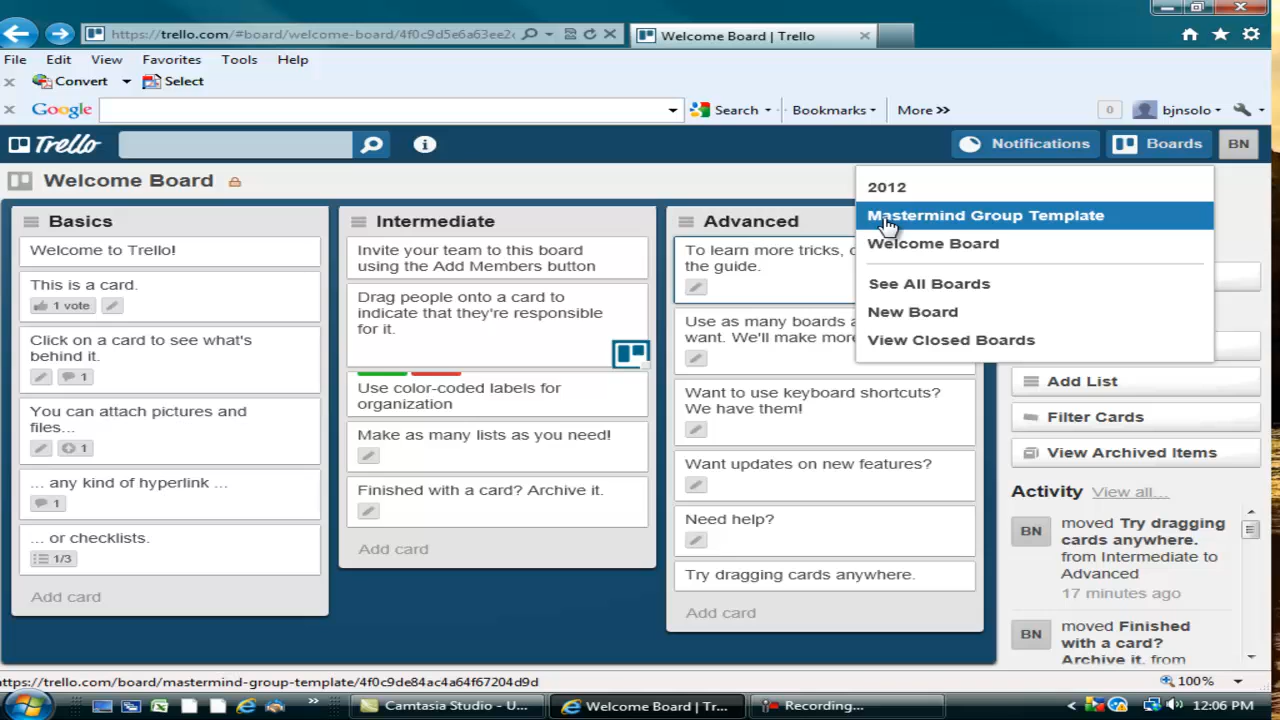 https://trello.com/#board/welcome-board/4f0c9d5e6a63ee2c
Welcome Board | Trello
File Edit View Favorites Tools Help
Convert Select
Google Search Bookmarks More >> 0 bjnsolo
Trello Notifications Boards BN
Welcome Board
2012
Mastermind Group Template
Welcome Board
See All Boards
New Board
View Closed Boards
Basics
Welcome to Trello!
This is a card.
1 vote
Click on a card to see what's
behind it.
1
You can attach pictures and
files...
1
... any kind of hyperlink ...
1
... or checklists.
1/3
Add card
Intermediate
Invite your team to this board
using the Add Members button
Drag people onto a card to
indicate that they're responsible
for it.
Use color-coded labels for
organization
Make as many lists as you need!
Finished with a card? Archive it.
Add card
Advanced
To learn more tricks, c
the guide.
Use as many boards a
want. We'll make more
Want to use keyboard shortcuts?
We have them!
Want updates on new features?
Need help?
Try dragging cards anywhere.
Add card
Add List
Filter Cards
View Archived Items
Activity View all...
BN moved Try dragging
cards anywhere.
from Intermediate to
Advanced
17 minutes ago
BN moved Finished
with a card?
Archive it. from
https://trello.com/board/mastermind-group-template/4f0c9de84ac4a64f67204d9d
100%
Camtasia Studio - U...
Welcome Board | Tr...
Recording...
12:06 PM